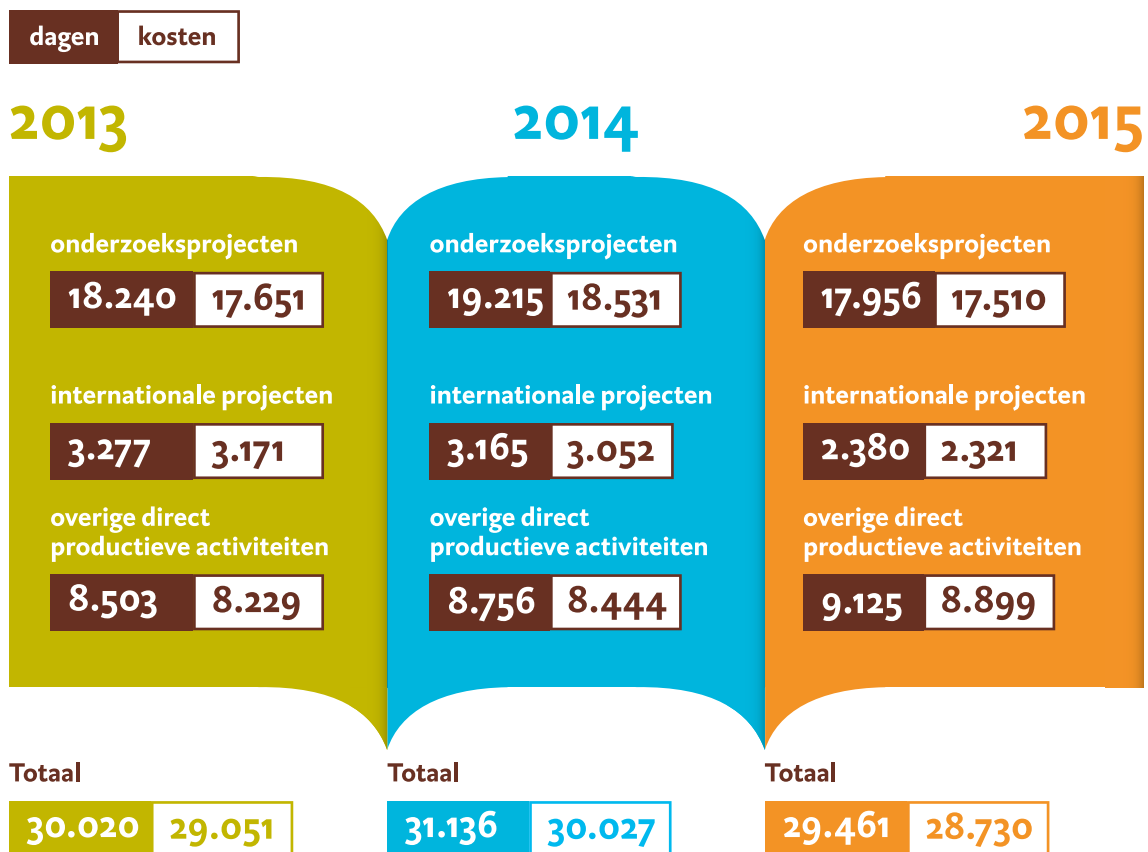 dagen kosten
2013 2014 2015
onderzoeksprojecten
18.240 17.651
internationale projecten
3.277 3.171
overige direct
productieve activiteiten
8.503 8.229
Totaal
30.020 29.051
onderzoeksprojecten
19.215 18.531
internationale projecten
3.165 3.052
overige direct
productieve activiteiten
8.756 8.444
Totaal
31.136 30.027
onderzoeksprojecten
17.956 17.510
internationale projecten
2.380 2.321
overige direct
productieve activiteiten
9.125 8.899
Totaal
29.461 28.730